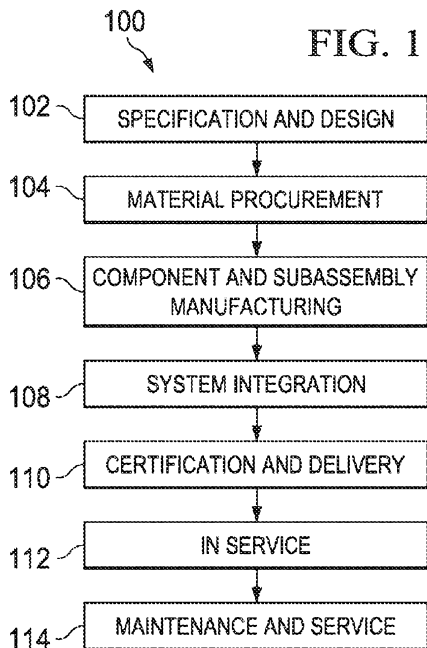 100
FIG. 1
102 SPECIFICATION AND DESIGN
104 MATERIAL PROCUREMENT
106 COMPONENT AND SUBASSEMBLY
MANUFACTURING
108 SYSTEM INTEGRATION
110 CERTIFICATION AND DELIVERY
112 IN SERVICE
114 MAINTENANCE AND SERVICE